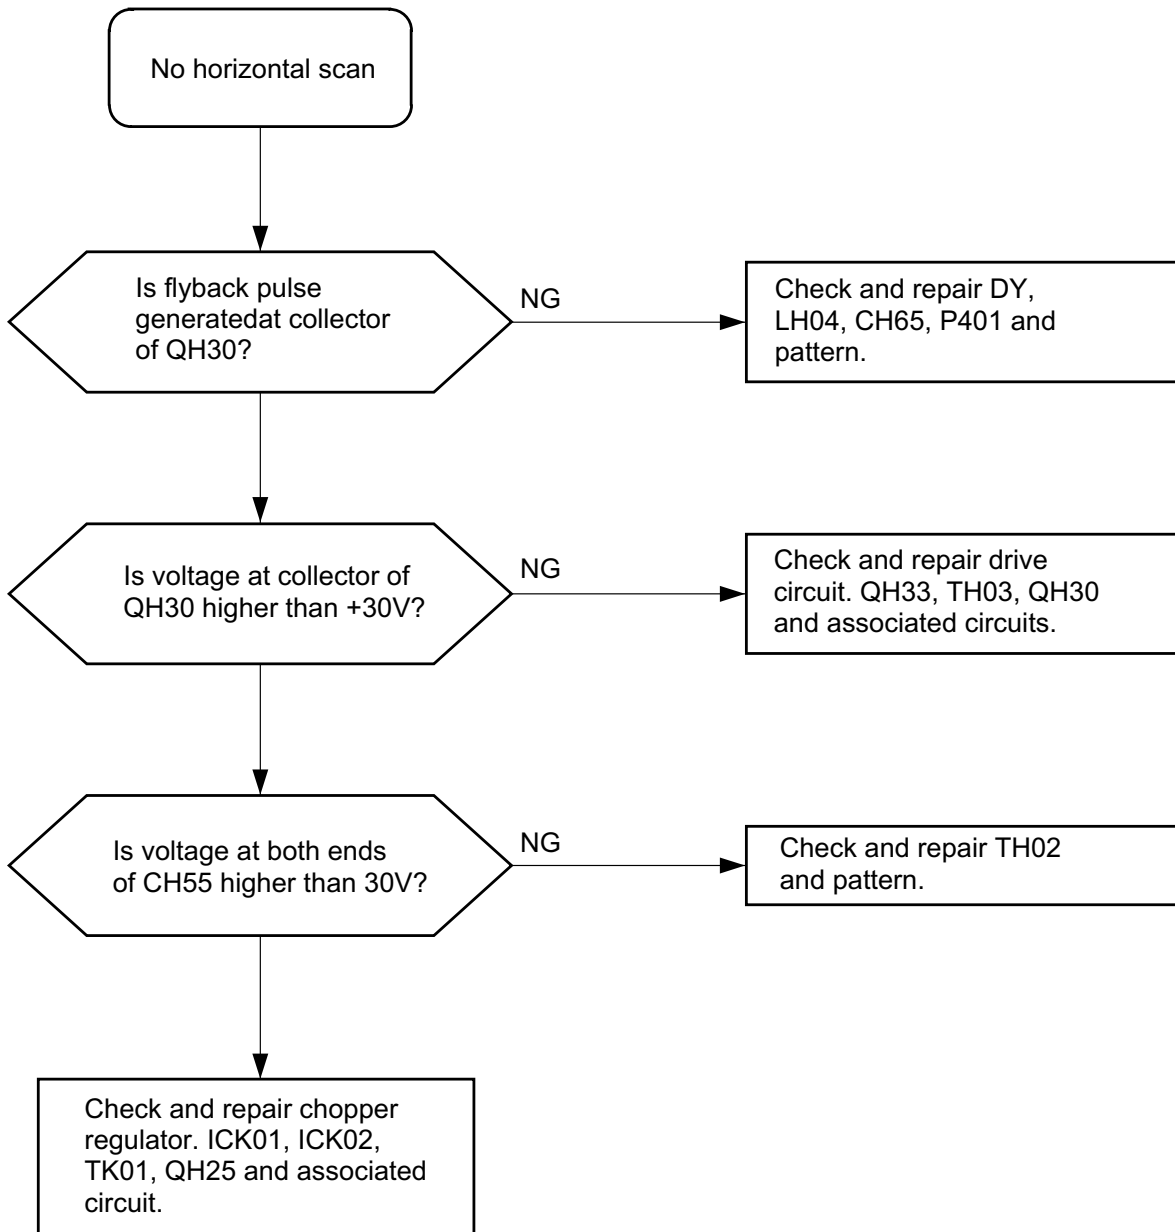 No horizontal scan
Is flyback pulse
generatedat collector
of QH30?
NG
Check and repair DY,
LH04, CH65, P401 and
pattern.
Is voltage at collector of
QH30 higher than +30V?
NG
Check and repair drive
circuit. QH33, TH03, QH30
and associated circuits.
Is voltage at both ends
of CH55 higher than 30V?
NG
Check and repair TH02
and pattern.
Check and repair chopper
regulator. ICK01, ICK02,
TK01, QH25 and associated
circuit.